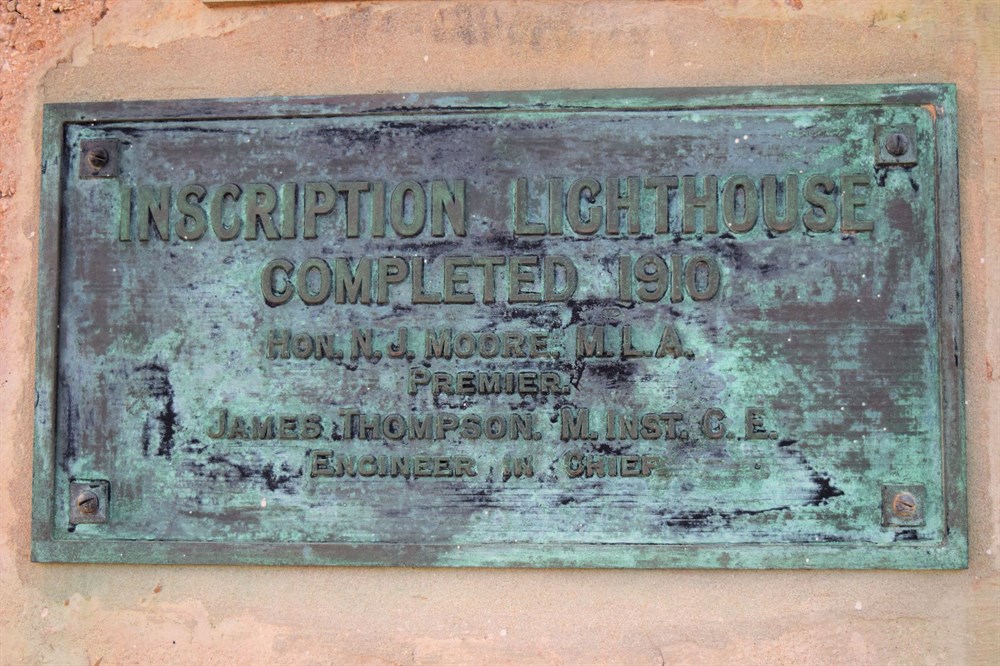 INSCRIPTION LIGHTHOUSE
COMPLETED 1910
HON. N. J. MOORE. M. L. A.
PREMIER.
JAMES THOMPSON. M. INST. C. E.
ENGINEER IN CHIEF.